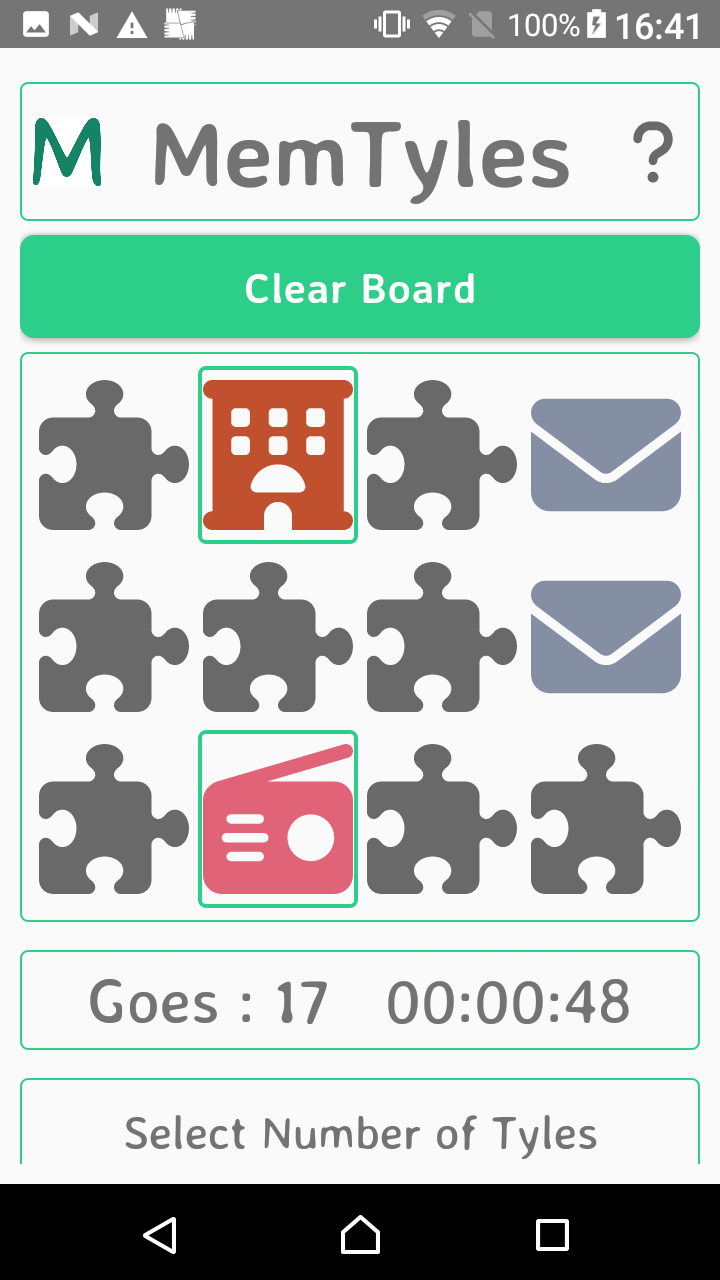 100% 16:41
M MemTyles ?
Clear Board
Goes : 17 00:00:48
Select Number of Tyles